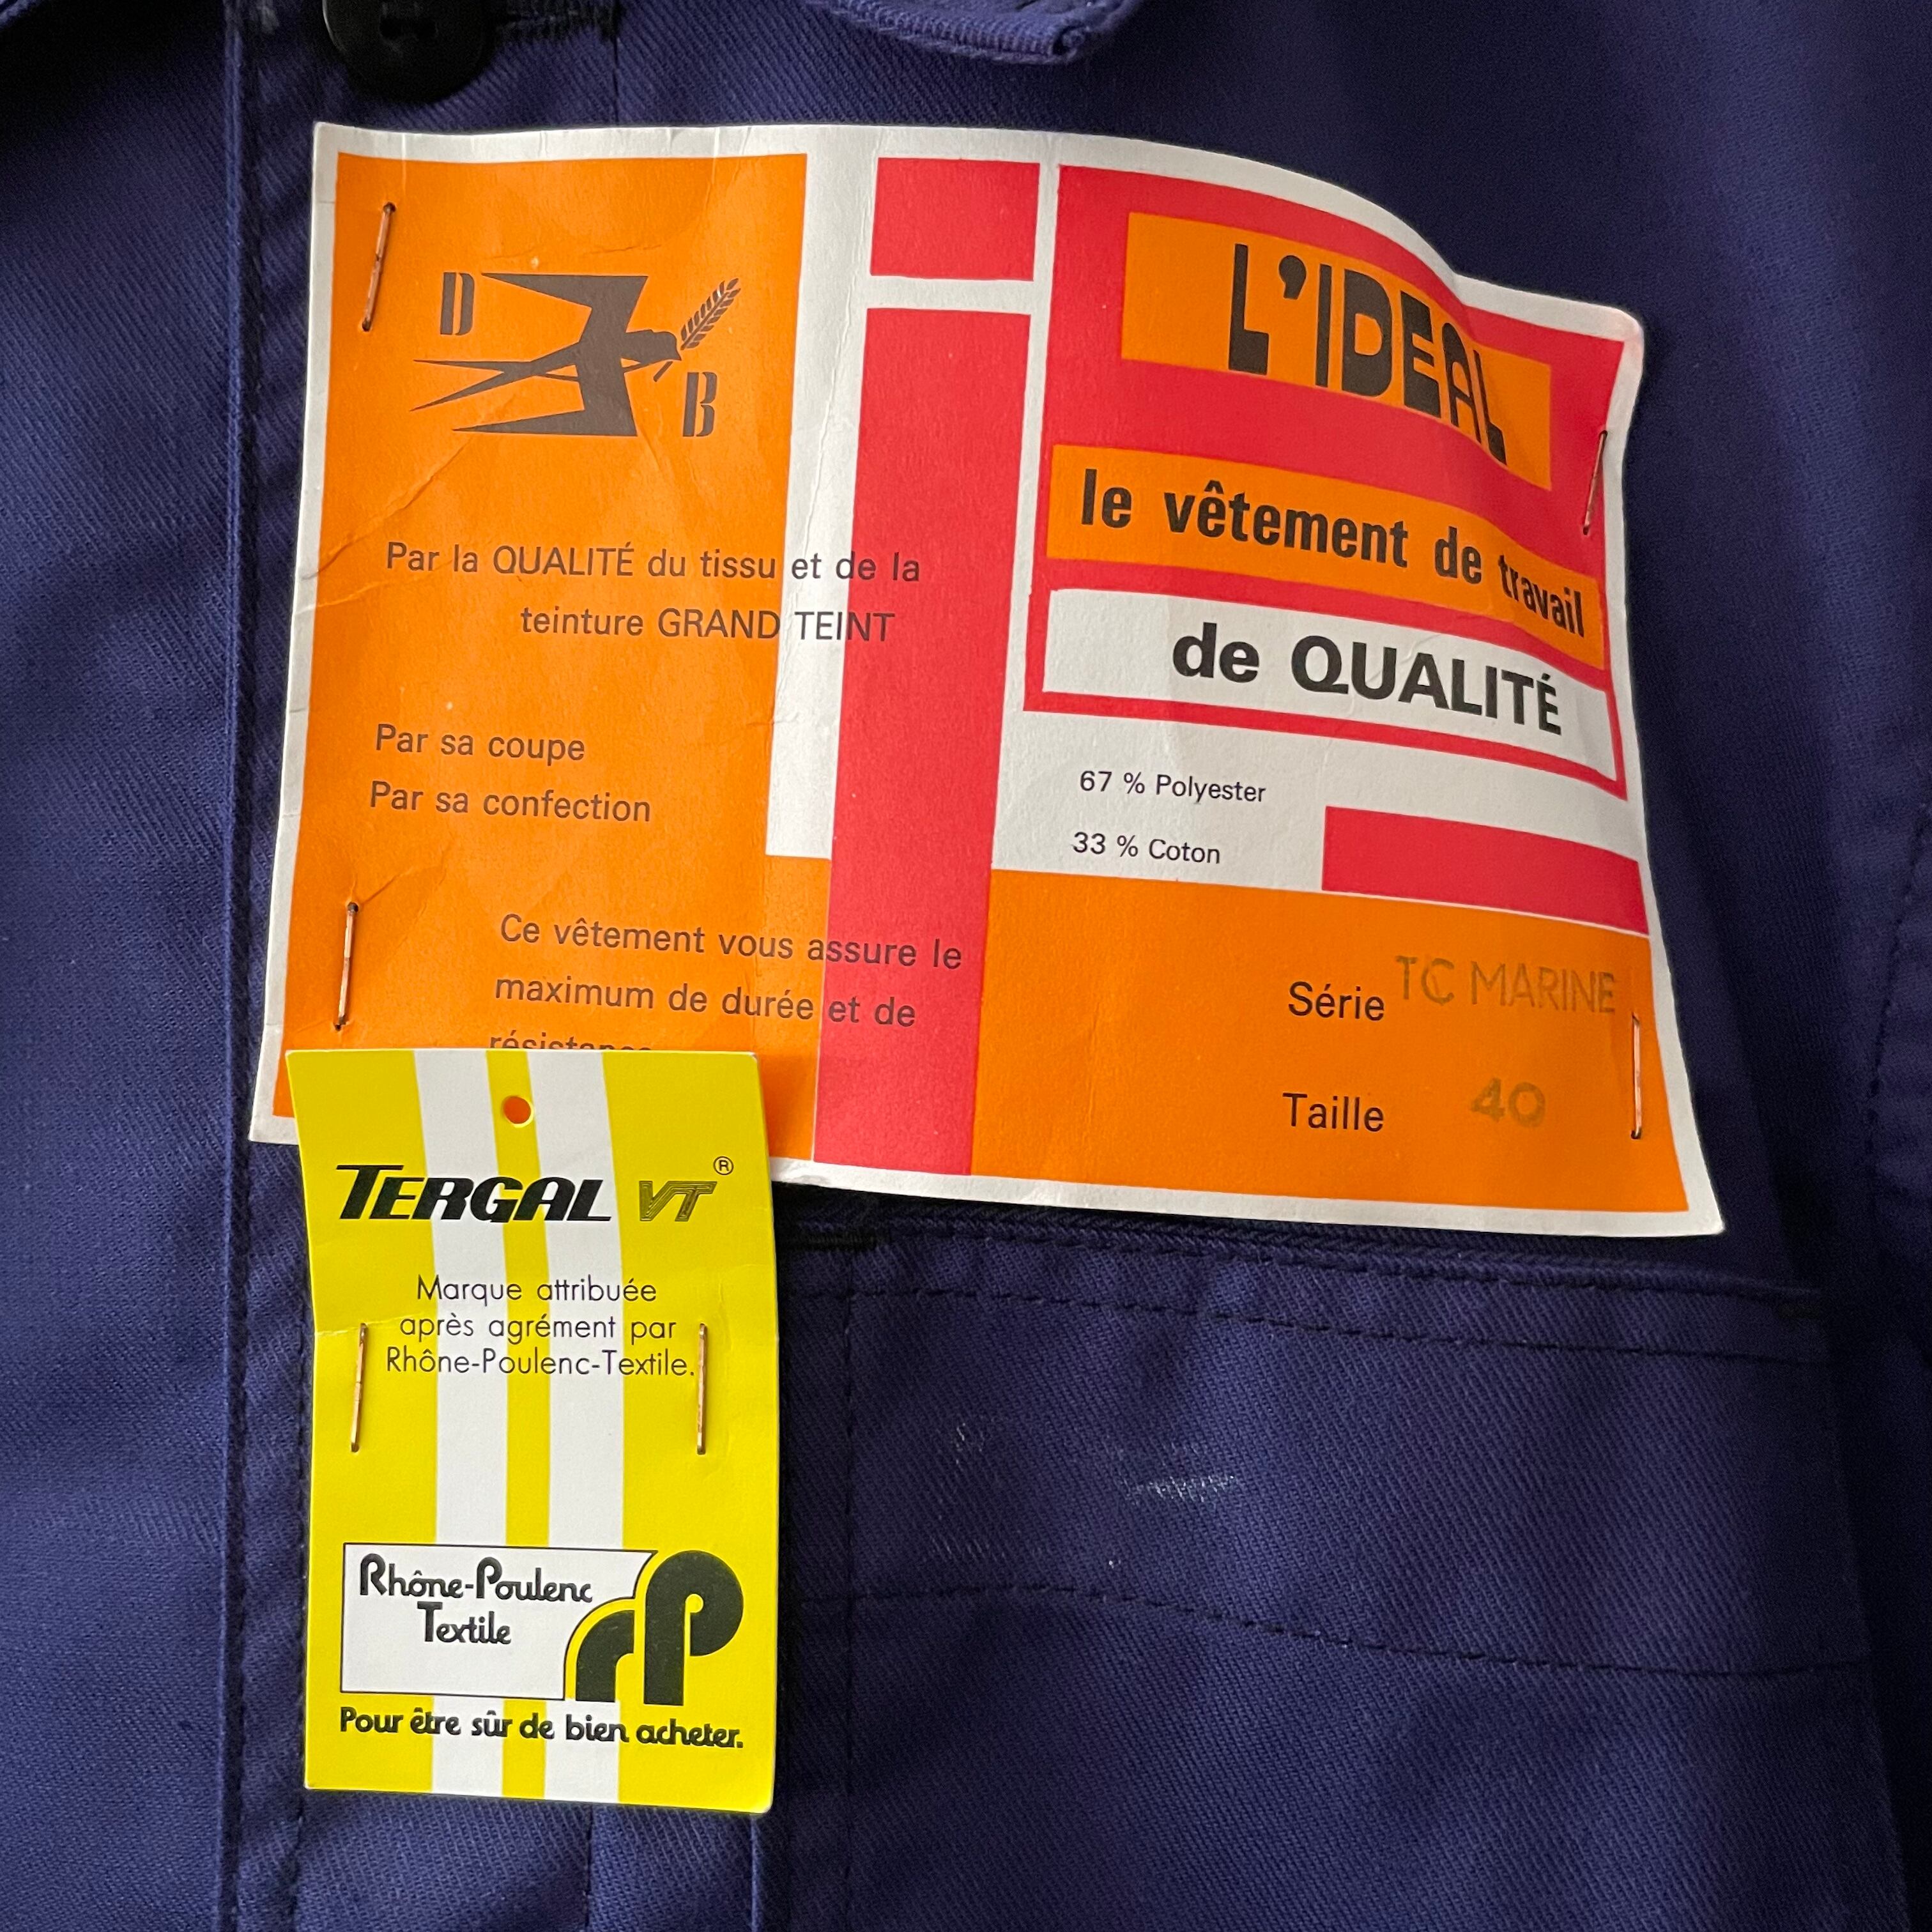 D
B
Par la QUALITÉ du tissu et de la
teinture GRAND TEINT
Par sa coupe
Par sa confection
Ce vêtement vous assure le
maximum de durée et de
résistance
L'IDEAL
le vêtement de travail
de QUALITÉ
67 % Polyester
33 % Coton
Série TC MARINE
Taille 40
TERGAL VT ®
Marque attribuée
après agrément par
Rhône-Poulenc-Textile.
Rhône-Poulenc
Textile
rP
Pour être sûr de bien acheter.